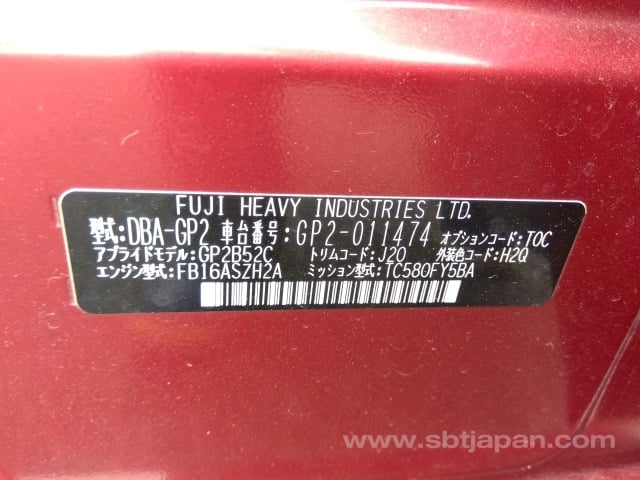 FUJI HEAVY INDUSTRIES LTD.
型式:DBA-GP2 車台番号:GP2-011474 オプションコード:TOC
アプライドモデル:GP2B52C トリムコード:J20 外装色コード:H2Q
エンジン型式:FB16ASZH2A ミッション型式:TC580FY5BA
www.sbtjapan.com